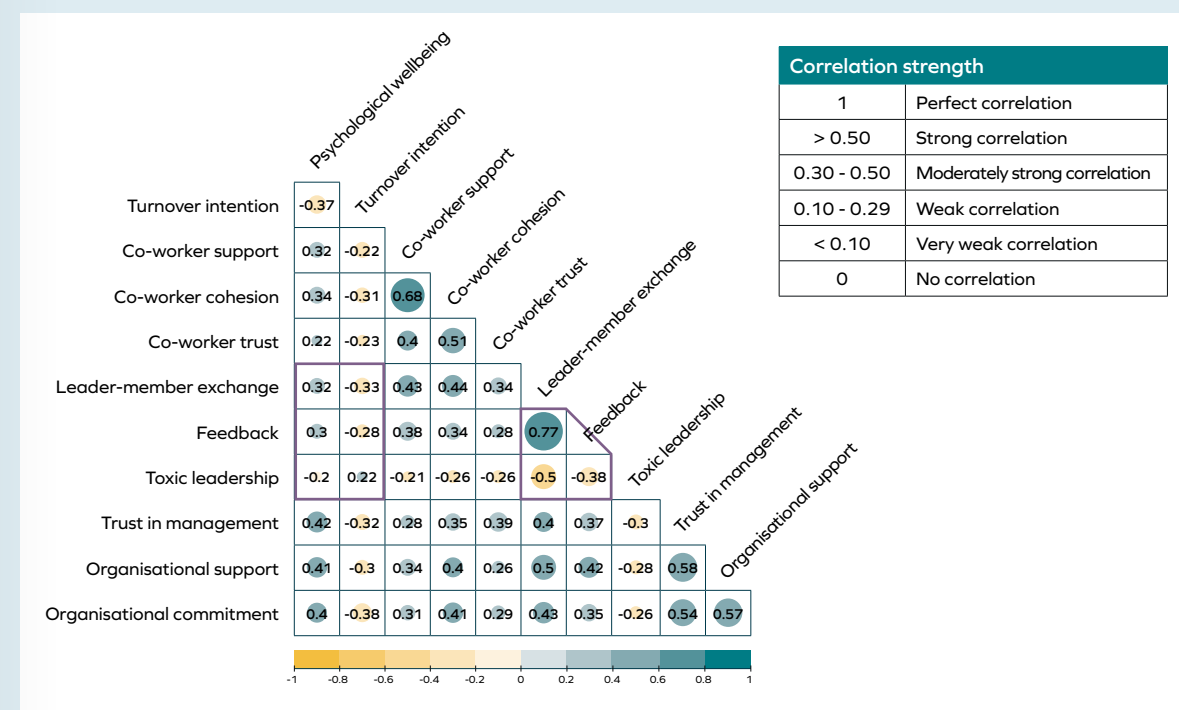 Psychological wellbeing
Turnover intention
Co-worker support
Co-worker cohesion
Co-worker trust
Leader-member exchange
Feedback
Toxic leadership
Trust in management
Organisational support
Turnover intention -0.37
Co-worker support 0.32 -0.22
Co-worker cohesion 0.34 -0.31 0.68
Co-worker trust 0.22 -0.23 0.4 0.51
Leader-member exchange 0.32 -0.33 0.43 0.44 0.34
Feedback 0.3 -0.28 0.38 0.34 0.28 0.77
Toxic leadership -0.2 0.22 -0.21 -0.26 -0.26 -0.5 -0.38
Trust in management 0.42 -0.32 0.28 0.35 0.39 0.4 0.37 -0.3
Organisational support 0.41 -0.3 0.34 0.4 0.26 0.5 0.42 -0.28 0.58
Organisational commitment 0.4 -0.38 0.31 0.41 0.29 0.43 0.35 -0.26 0.54 0.57
-1 -0.8 -0.6 -0.4 -0.2 0 0.2 0.4 0.6 0.8 1
Correlation strength
1 Perfect correlation
> 0.50 Strong correlation
0.30 - 0.50 Moderately strong correlation
0.10 - 0.29 Weak correlation
< 0.10 Very weak correlation
0 No correlation